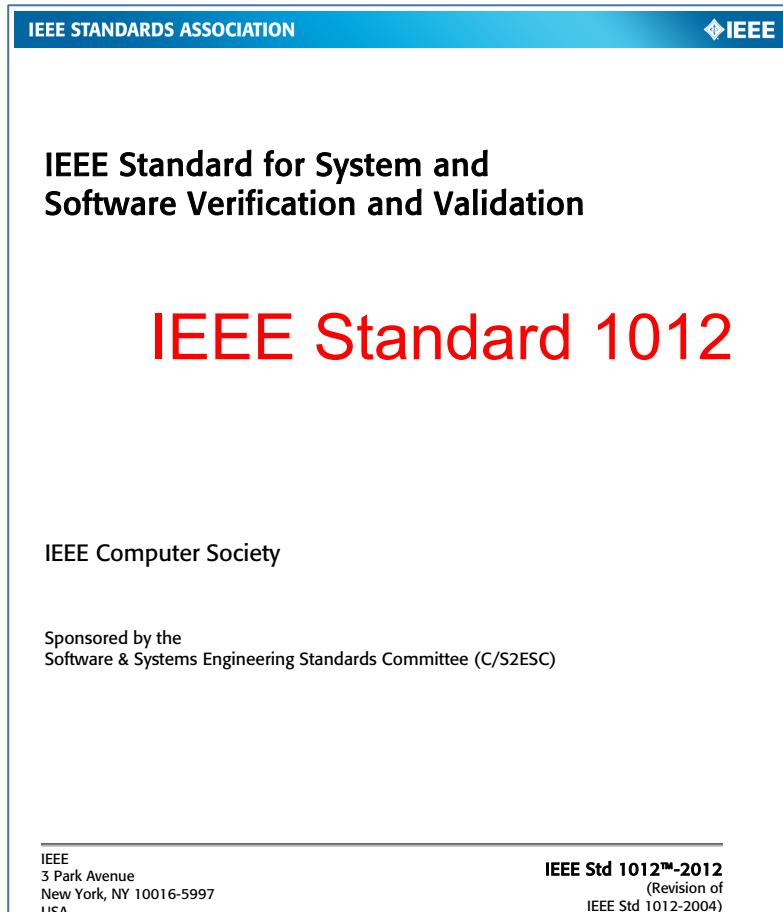 IEEE STANDARDS ASSOCIATION
IEEE
IEEE Standard for System and
Software Verification and Validation
IEEE Standard 1012
IEEE Computer Society
Sponsored by the
Software & Systems Engineering Standards Committee (C/S2ESC)
IEEE
3 Park Avenue
New York, NY 10016-5997
USA
IEEE Std 1012™-2012
(Revision of
IEEE Std 1012-2004)